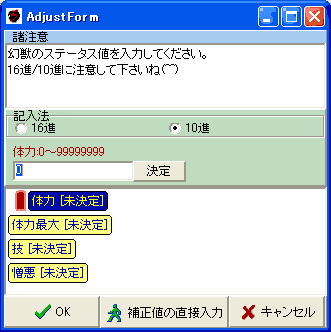 AdjustForm
諸注意
幻獣のステータス値を入力してください。
16進/10進に注意して下さいね(^^)
記入法
16進
10進
体力:0～99999999
0
決定
体力 [未決定]
体力最大 [未決定]
技 [未決定]
憎悪 [未決定]
OK
補正値の直接入力
キャンセル